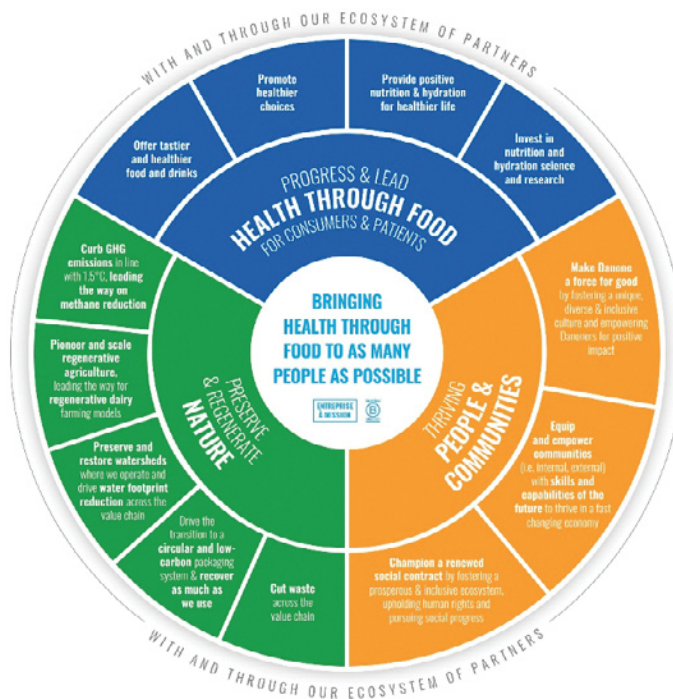 WITH AND THROUGH OUR ECOSYSTEM OF PARTNERS
Offer tastier
and healthier
food and drinks
Promote
healthier
choices
Provide positive
nutrition & hydration
for healthier life
Invest in
nutrition and
hydration science
and research
PROGRESS & LEAD
HEALTH THROUGH FOOD
FOR CONSUMERS & PATIENTS
Curb GHG
emissions in line
with 1.5°C, leading
the way on
methane reduction
Pioneer and scale
regenerative
agriculture,
leading the way for
regenerative dairy
farming models
Preserve and
restore watersheds
where we operate and
drive water footprint
reduction across the
value chain
Drive the
transition to a
circular and low-
carbon packaging
system & recover
as much as
we use
Cut waste
across the
value chain
PRESERVE
& REGENERATE
NATURE
BRINGING
HEALTH THROUGH
FOOD TO AS MANY
PEOPLE AS POSSIBLE
ENTREPRISE
À MISSION
B
THRIVING
PEOPLE &
COMMUNITIES
Make Danone
a force for good
by fostering a unique,
diverse & inclusive
culture and empowering
Danoners for positive
impact
Equip
and empower
communities
(i.e. internal, external)
with skills and
capabilities of the
future to thrive in a fast
changing economy
Champion a renewed
social contract by fostering a
prosperous & inclusive ecosystem,
upholding human rights and
pursuing social progress
WITH AND THROUGH OUR ECOSYSTEM OF PARTNERS